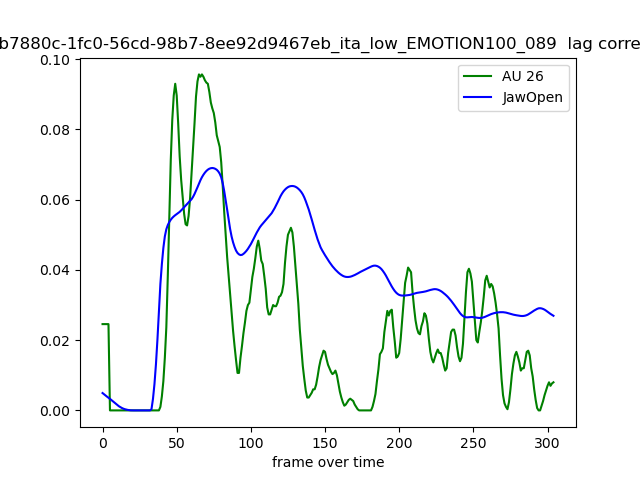 b7880c-1fc0-56cd-98b7-8ee92d9467eb_ita_low_EMOTION100_089 lag corre
0.10
0.08
0.06
0.04
0.02
0.00
AU 26
JawOpen
0 50 100 150 200 250 300
frame over time